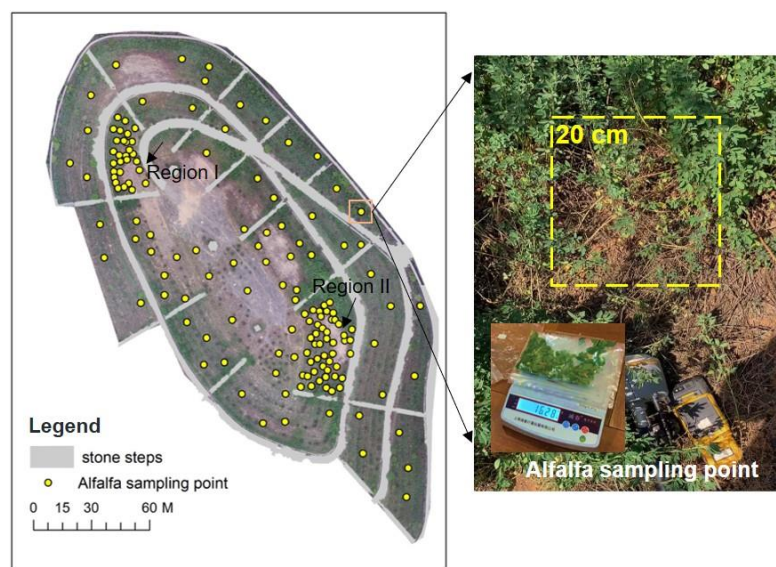 Region I
Region II
Legend
stone steps
Alfalfa sampling point
0 15 30 60 M
20 cm
Alfalfa sampling point